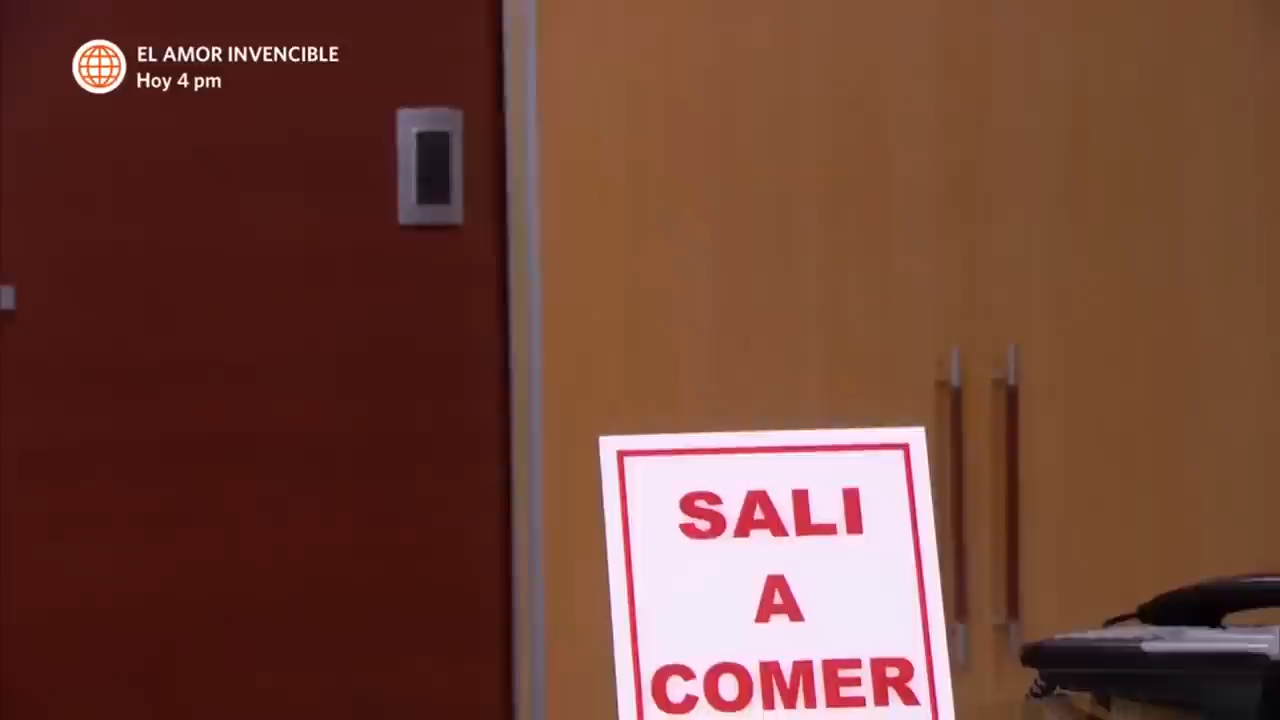 EL AMOR INVENCIBLE
Hoy 4 pm
SALI
A
COMER